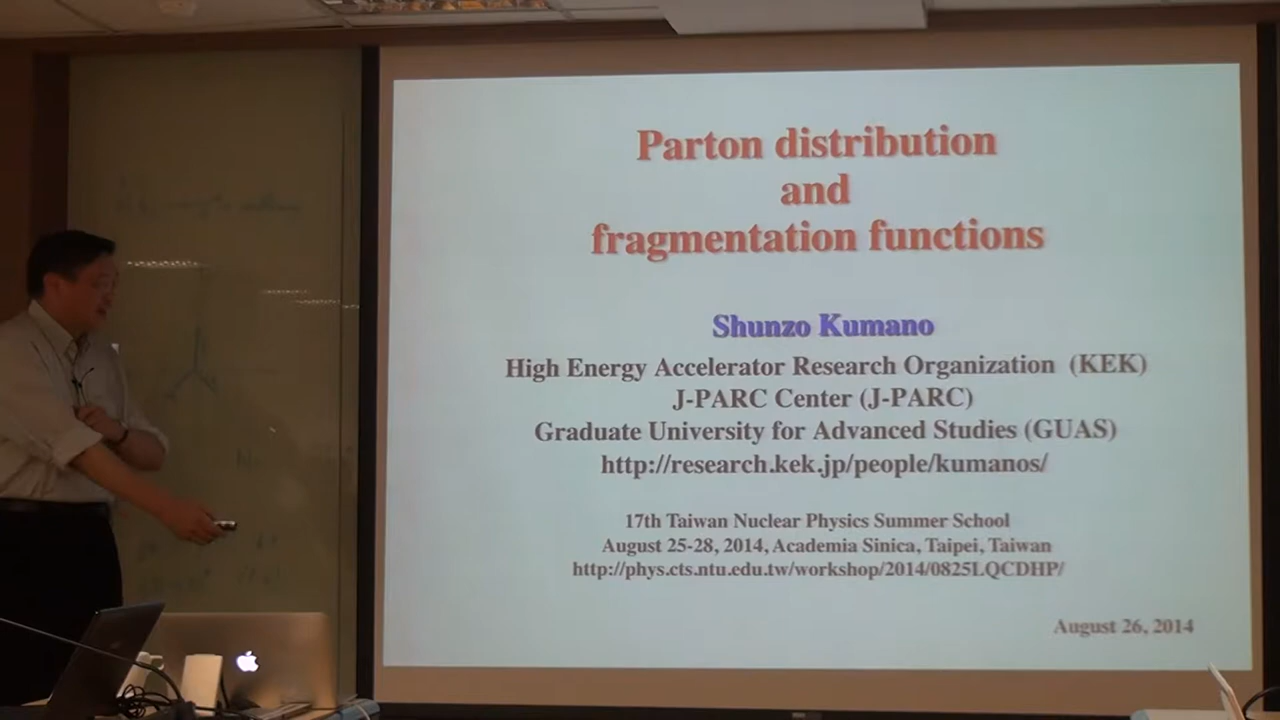 Parton distribution
and
fragmentation functions
Shunzo Kumano
High Energy Accelerator Research Organization (KEK)
J-PARC Center (J-PARC)
Graduate University for Advanced Studies (GUAS)
http://research.kek.jp/people/kumanos/
17th Taiwan Nuclear Physics Summer School
August 25-28, 2014, Academia Sinica, Taipei, Taiwan
http://phys.cts.ntu.edu.tw/workshop/2014/0825LQCDHP/
August 26, 2014